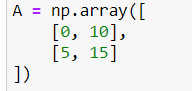 A = np.array([
    [0, 10],
    [5, 15]
])